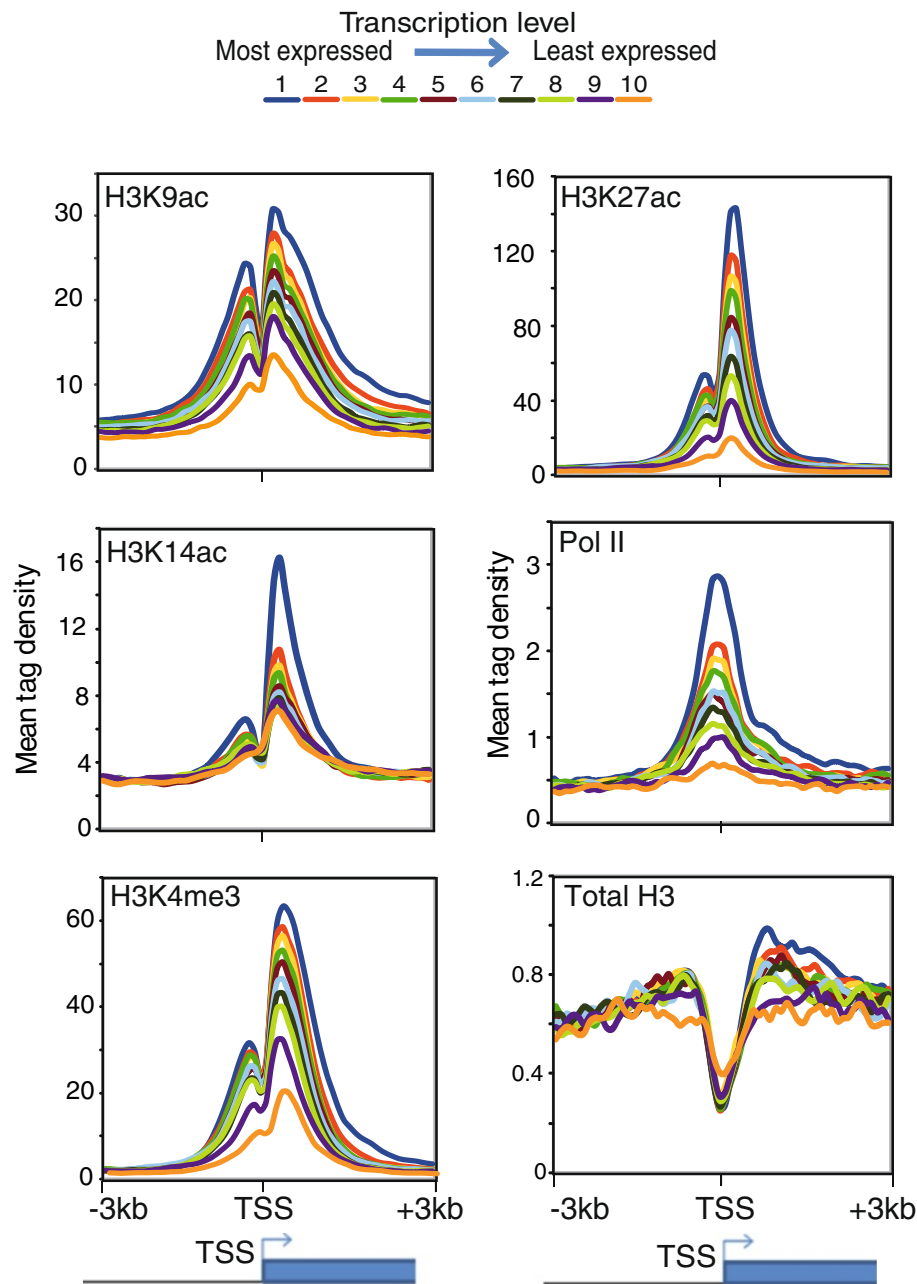 Transcription level
Most expressed Least expressed
1 2 3 4 5 6 7 8 9 10
H3K9ac
30
20
10
0
H3K27ac
160
120
80
40
0
H3K14ac
16
12
8
4
0
Mean tag density
Pol II
3
2
1
0
Mean tag density
H3K4me3
60
40
20
0
-3kb TSS +3kb
TSS
Total H3
1.2
0.8
0.4
0
-3kb TSS +3kb
TSS